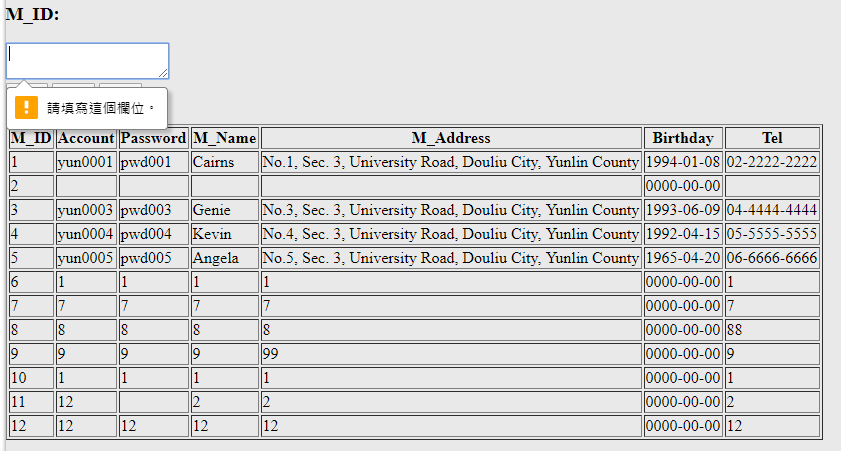 M_ID:
請填寫這個欄位。
M_ID Account Password M_Name M_Address Birthday Tel
1 yun0001 pwd001 Cairns No.1, Sec. 3, University Road, Douliu City, Yunlin County 1994-01-08 02-2222-2222
2 0000-00-00
3 yun0003 pwd003 Genie No.3, Sec. 3, University Road, Douliu City, Yunlin County 1993-06-09 04-4444-4444
4 yun0004 pwd004 Kevin No.4, Sec. 3, University Road, Douliu City, Yunlin County 1992-04-15 05-5555-5555
5 yun0005 pwd005 Angela No.5, Sec. 3, University Road, Douliu City, Yunlin County 1965-04-20 06-6666-6666
6 1 1 1 1 0000-00-00 1
7 7 7 7 7 0000-00-00 7
8 8 8 8 8 0000-00-00 88
9 9 9 9 99 0000-00-00 9
10 1 1 1 1 0000-00-00 1
11 12 2 2 0000-00-00 2
12 12 12 12 12 0000-00-00 12